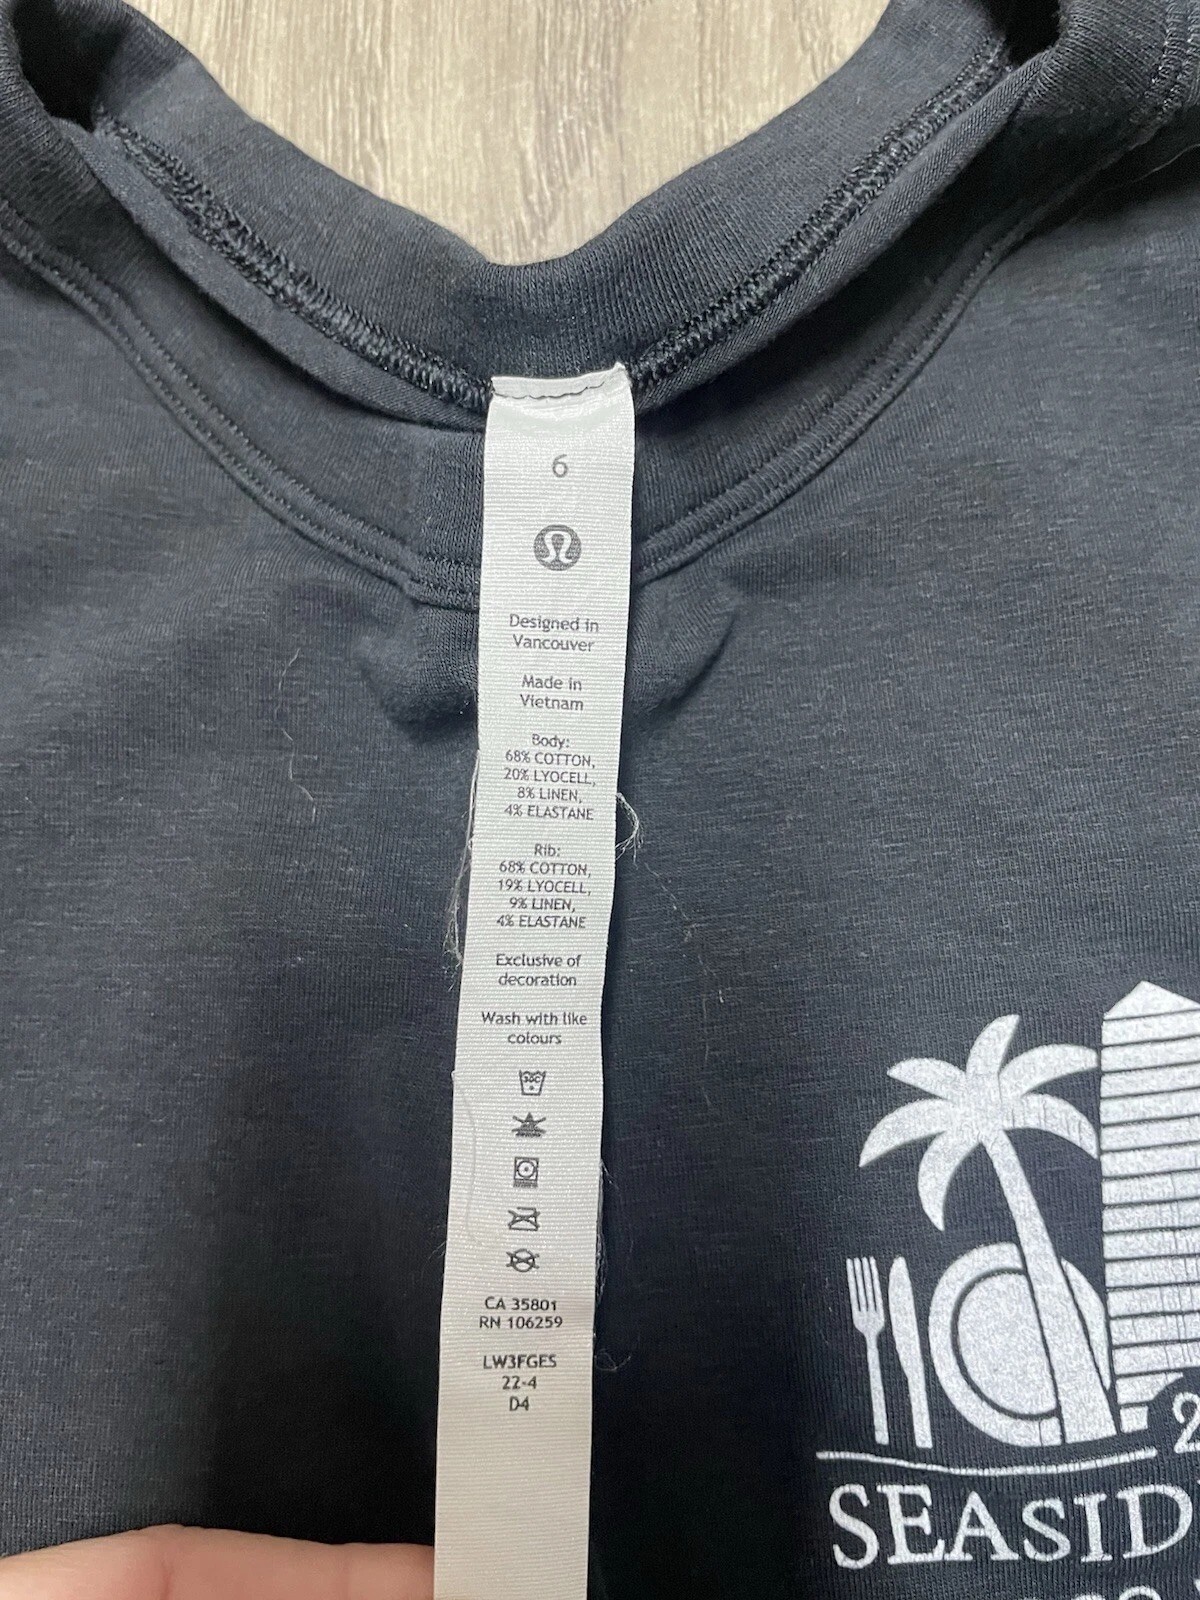 6
Designed in
Vancouver
Made in
Vietnam
Body:
68% COTTON,
20% LYOCELL,
8% LINEN,
4% ELASTANE
Rib:
68% COTTON,
19% LYOCELL,
9% LINEN,
4% ELASTANE
Exclusive of
decoration
Wash with like
colours
30C
CA 35801
RN 106259
LW3FGES
22-4
D4
2
SEASID